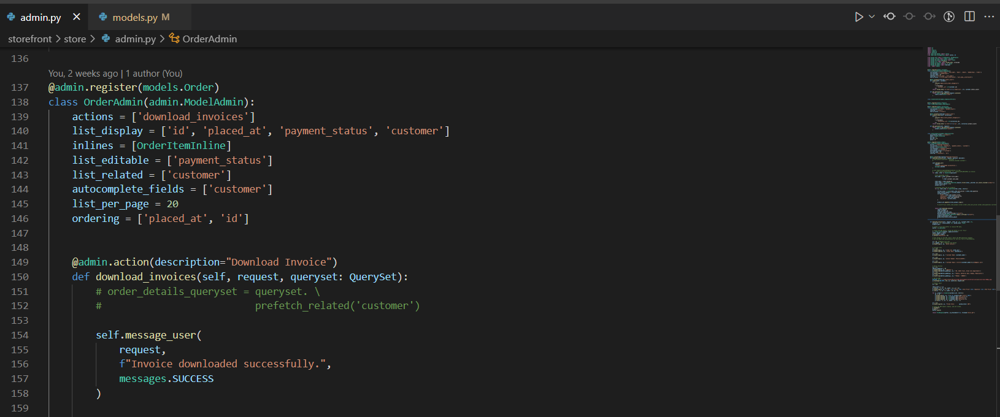 admin.py
models.py M
storefront > store > admin.py > OrderAdmin
136
You, 2 weeks ago | 1 author (You)
137 @admin.register(models.Order)
138 class OrderAdmin(admin.ModelAdmin):
139     actions = ['download_invoices']
140     list_display = ['id', 'placed_at', 'payment_status', 'customer']
141     inlines = [OrderItemInline]
142     list_editable = ['payment_status']
143     list_related = ['customer']
144     autocomplete_fields = ['customer']
145     list_per_page = 20
146     ordering = ['placed_at', 'id']
147
148
149     @admin.action(description="Download Invoice")
150     def download_invoices(self, request, queryset: QuerySet):
151         # order_details_queryset = queryset. \
152         #                          prefetch_related('customer')
153
154         self.message_user(
155             request,
156             f"Invoice downloaded successfully.",
157             messages.SUCCESS
158         )
159